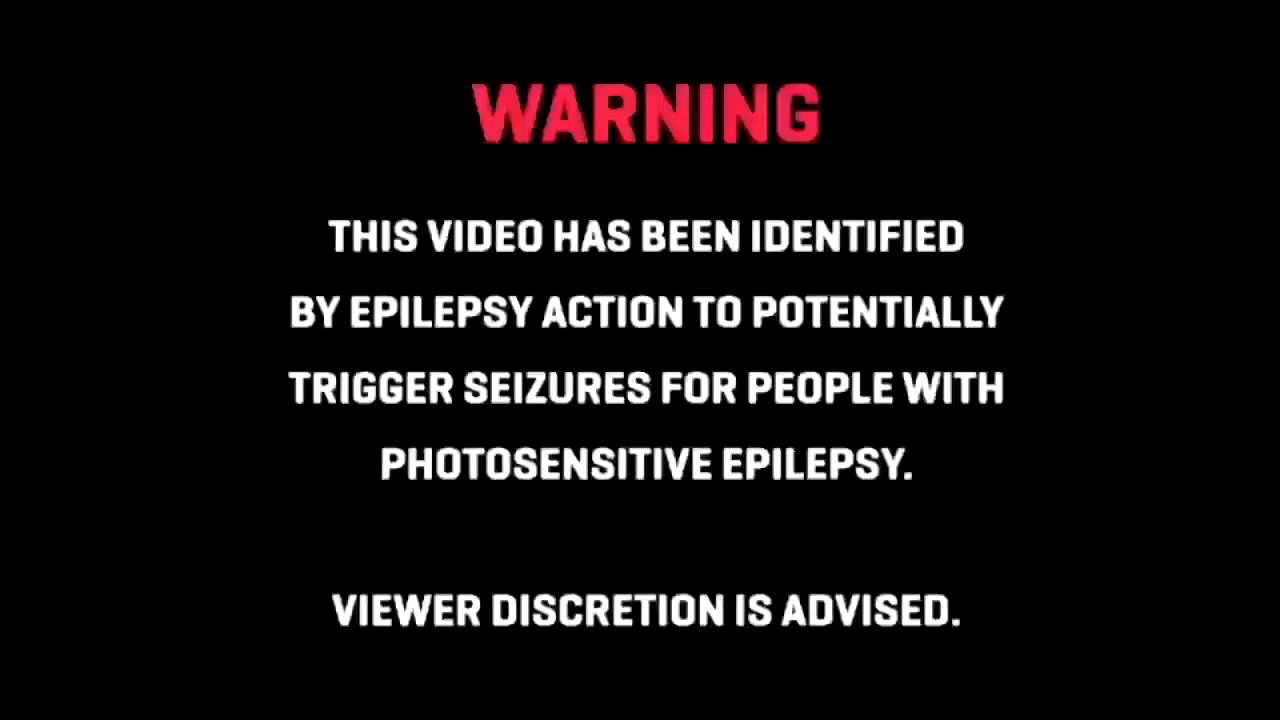 WARNING
THIS VIDEO HAS BEEN IDENTIFIED
BY EPILEPSY ACTION TO POTENTIALLY
TRIGGER SEIZURES FOR PEOPLE WITH
PHOTOSENSITIVE EPILEPSY.
VIEWER DISCRETION IS ADVISED.